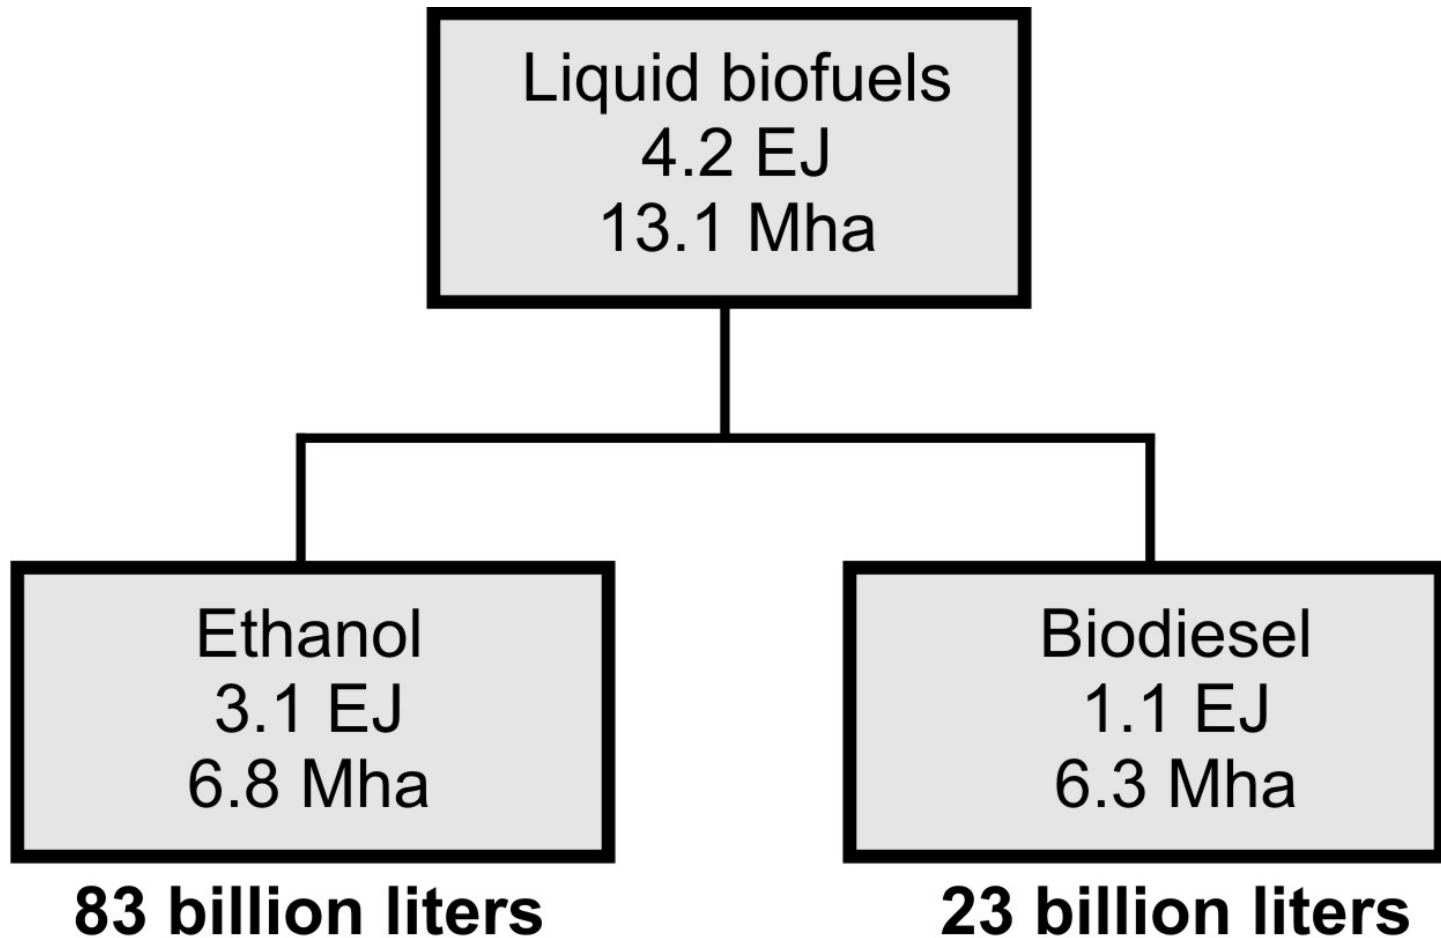 Liquid biofuels
4.2 EJ
13.1 Mha
Ethanol
3.1 EJ
6.8 Mha
83 billion liters
Biodiesel
1.1 EJ
6.3 Mha
23 billion liters